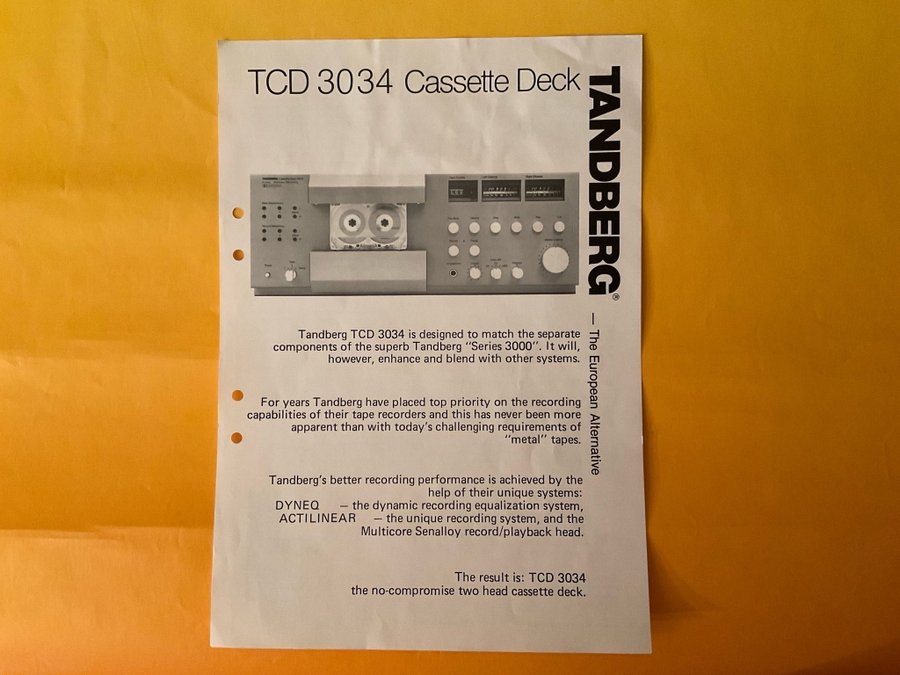 TCD 3034 Cassette Deck
TANDBERG®
— The European Alternative
Tandberg TCD 3034 is designed to match the separate
components of the superb Tandberg "Series 3000". It will,
however, enhance and blend with other systems.
For years Tandberg have placed top priority on the recording
capabilities of their tape recorders and this has never been more
apparent than with today's challenging requirements of
"metal" tapes.
Tandberg's better recording performance is achieved by the
help of their unique systems:
DYNEQ — the dynamic recording equalization system,
ACTILINEAR — the unique recording system, and the
Multicore Senalloy record/playback head.
The result is: TCD 3034
the no-compromise two head cassette deck.